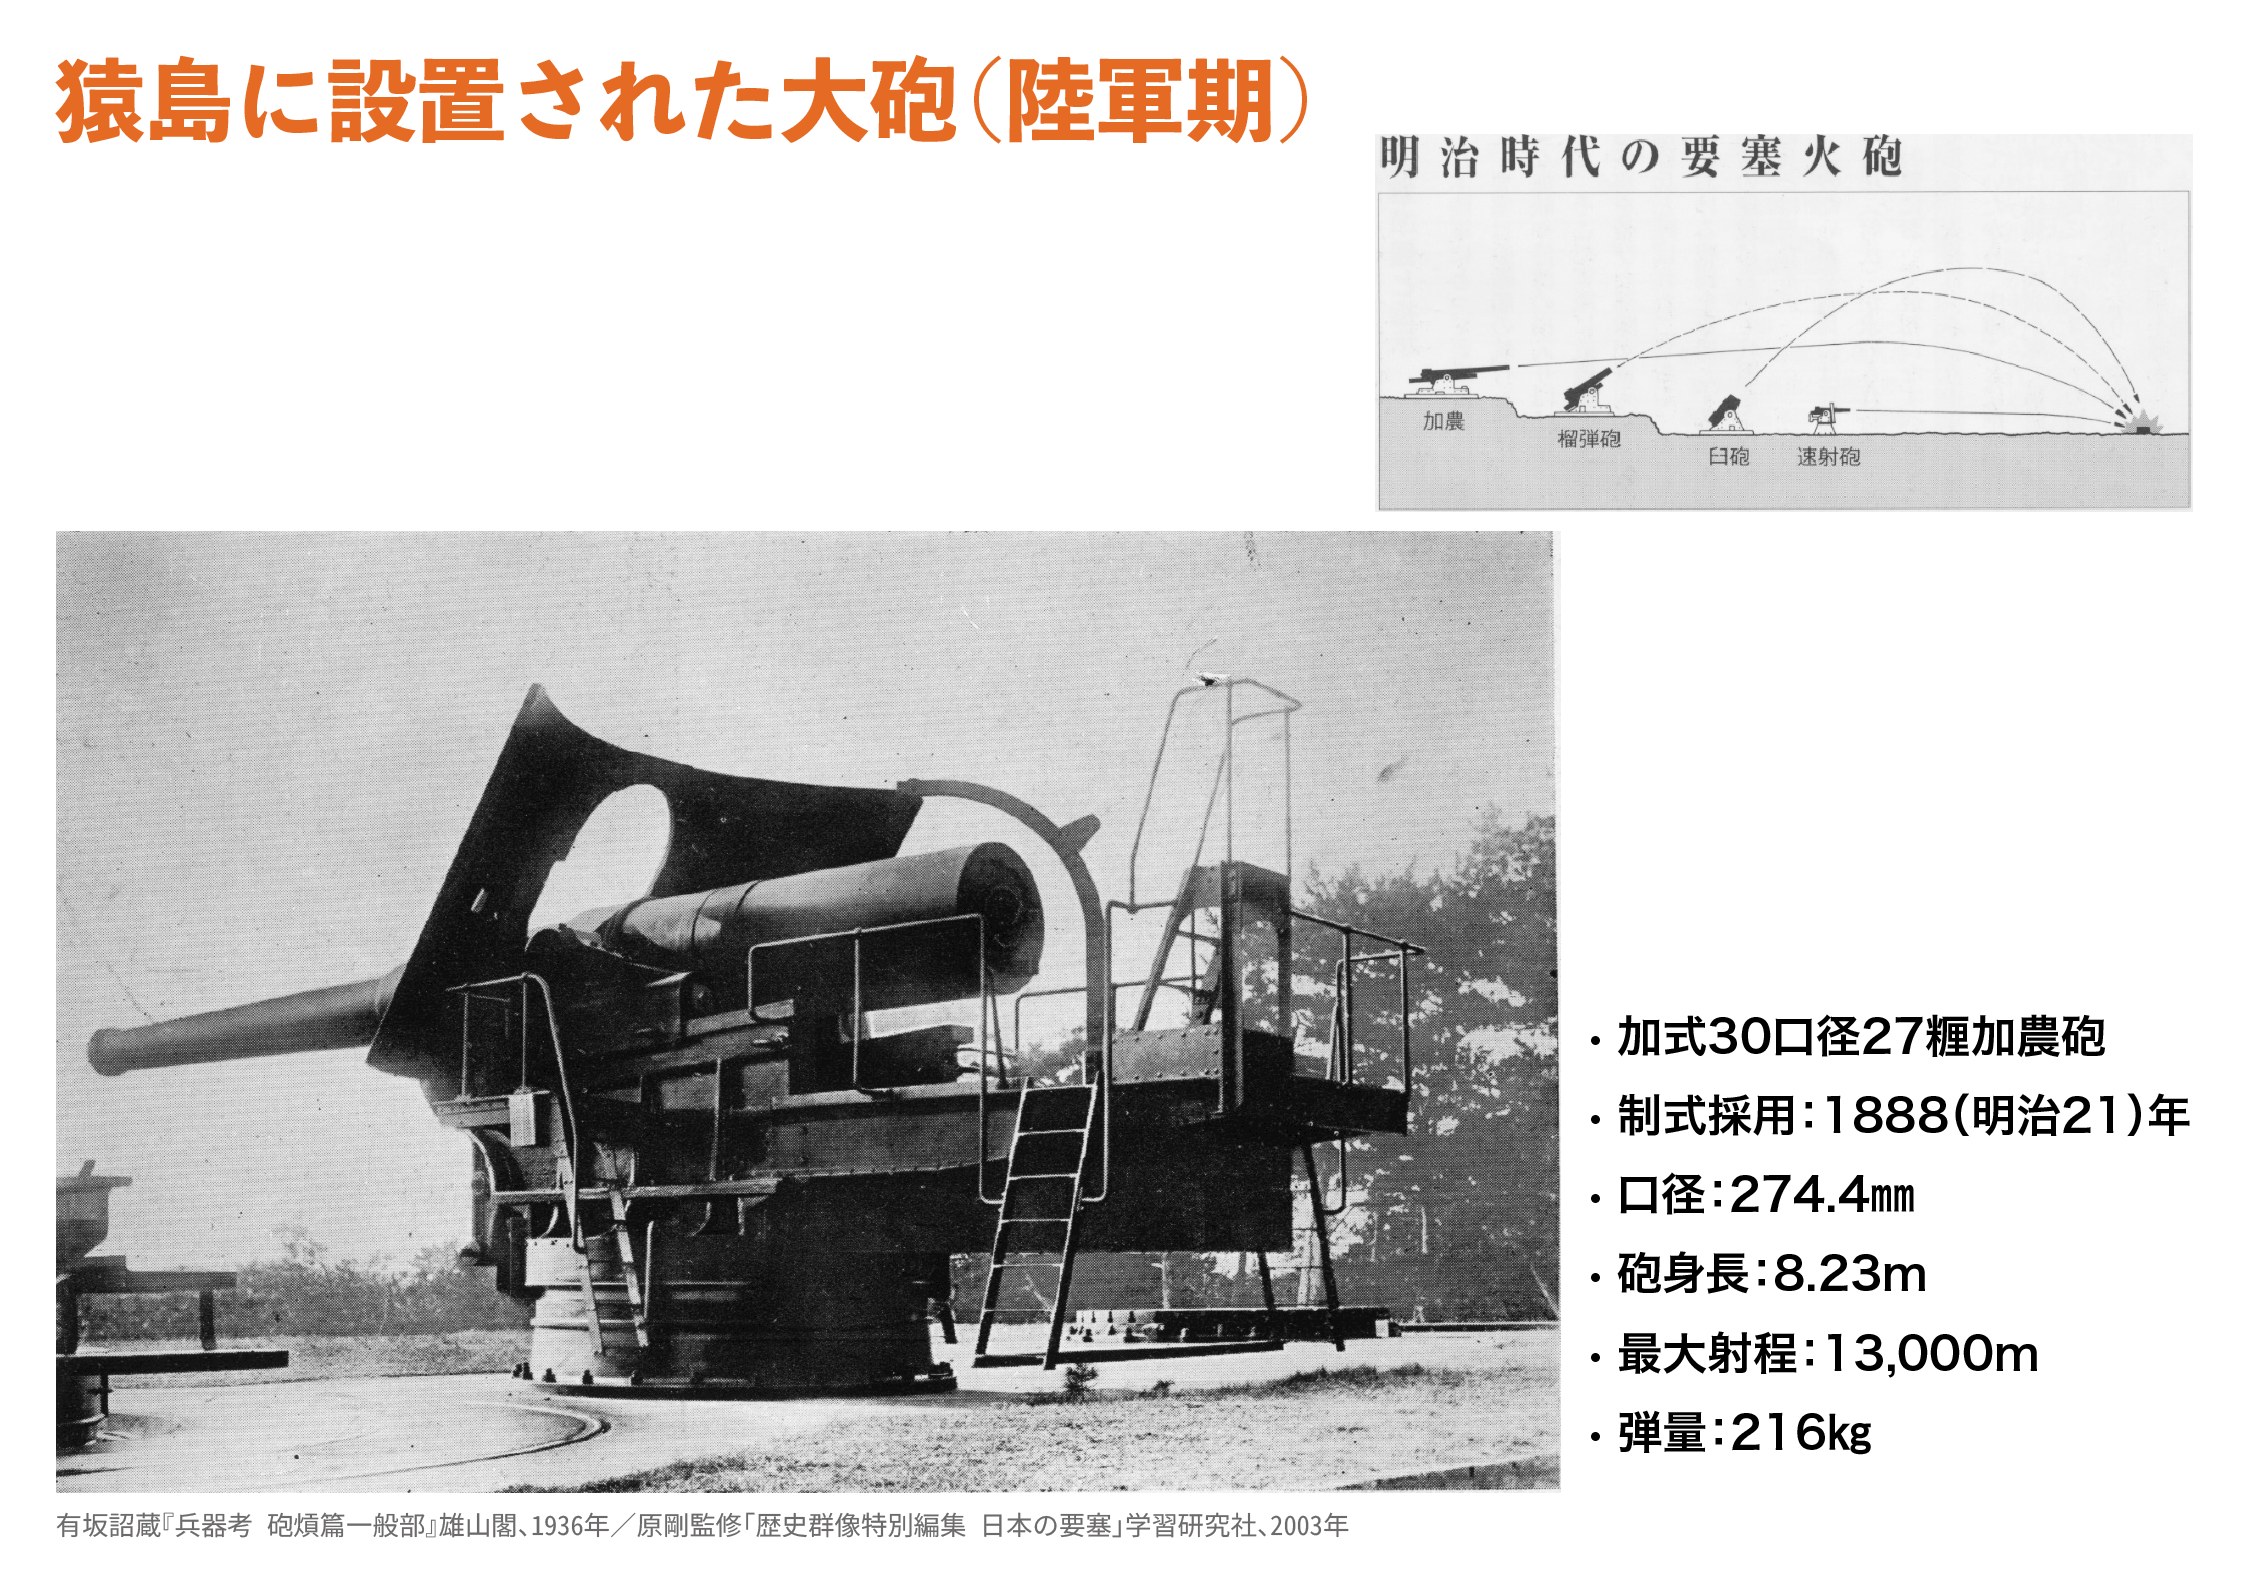 猿島に設置された大砲（陸軍期）
明治時代の要塞火砲
加農
榴弾砲
臼砲
速射砲
・加式30口径27糎加農砲
・制式採用：1888（明治21）年
・口径：274.4㎜
・砲身長：8.23m
・最大射程：13,000m
・弾量：216㎏
有坂詔蔵『兵器考　砲熕篇一般部』雄山閣、1936年／原剛監修「歴史群像特別編集　日本の要塞」学習研究社、2003年